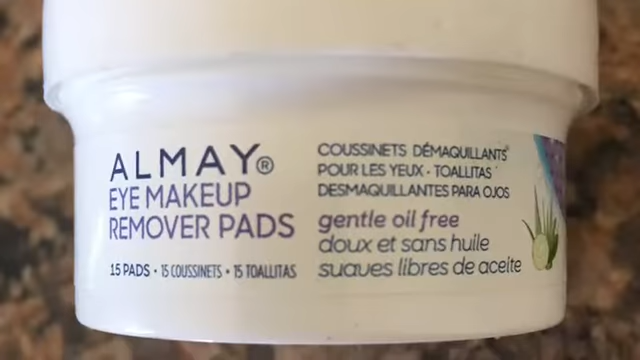 ALMAY®
EYE MAKEUP
REMOVER PADS
15 PADS • 15 COUSSINETS • 15 TOALLITAS
COUSSINETS DÉMAQUILLANTS
POUR LES YEUX • TOALLITAS
DESMAQUILLANTES PARA OJOS
gentle oil free
doux et sans huile
suaves libres de aceite